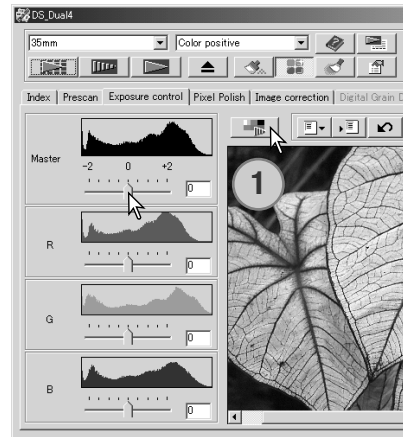 DS_Dual4
35mm Color positive
Index Prescan Exposure control Pixel Polish Image correction Digital Grain D
Master
-2 0 +2
0
1
R
0
G
0
B
0